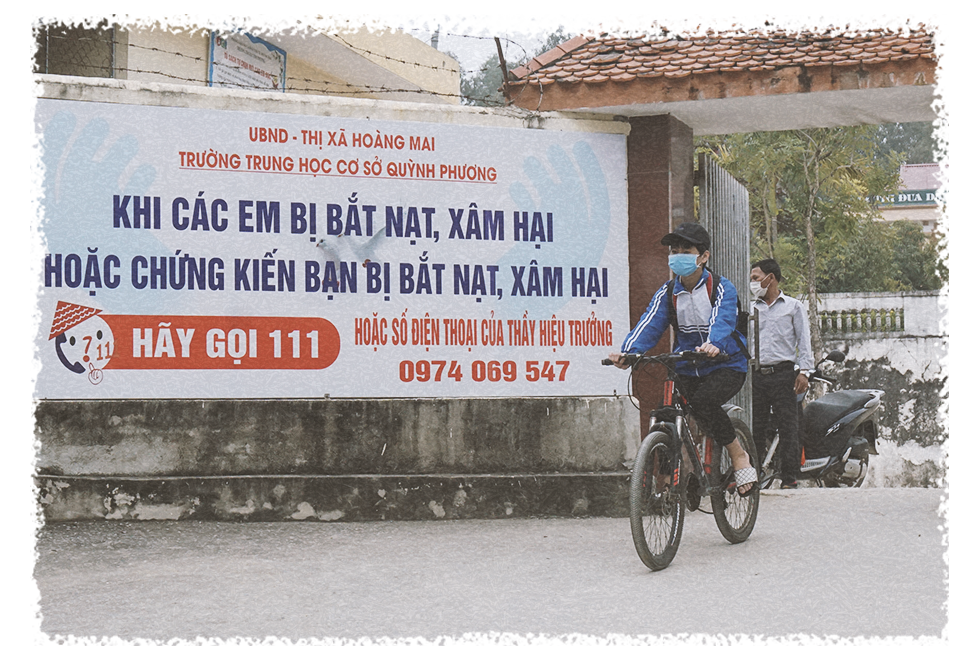 UBND - THỊ XÃ HOÀNG MAI
TRƯỜNG TRUNG HỌC CƠ SỞ QUỲNH PHƯƠNG
KHI CÁC EM BỊ BẮT NẠT, XÂM HẠI
HOẶC CHỨNG KIẾN BẠN BỊ BẮT NẠT, XÂM HẠI
111
HÃY GỌI 111
HOẶC SỐ ĐIỆN THOẠI CỦA THẦY HIỆU TRƯỞNG
0974 069 547
ĐUA D